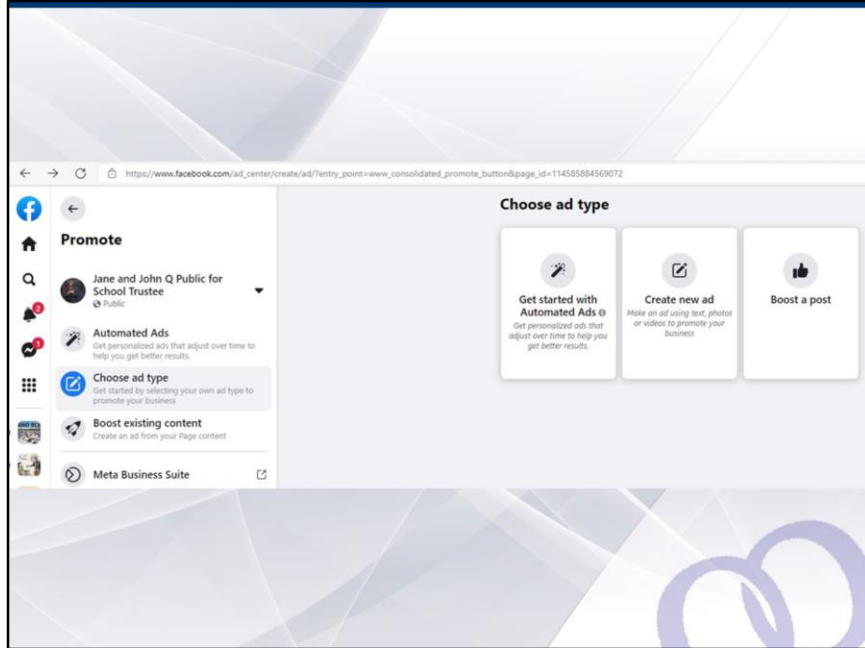 https://www.facebook.com/ad_center/create/ad/?entry_point=www_consolidated_promote_button&page_id=114585884569072
Promote
Jane and John Q Public for
School Trustee
Public
Automated Ads
Get personalized ads that adjust over time to
help you get better results.
Choose ad type
Get started by selecting your own ad type to
promote your business
Boost existing content
Create an ad from your Page content
Meta Business Suite
2
1
Choose ad type
Get started with
Automated Ads
Get personalized ads that
adjust over time to help you
get better results.
Create new ad
Make an ad using text, photos
or videos to promote your
business
Boost a post